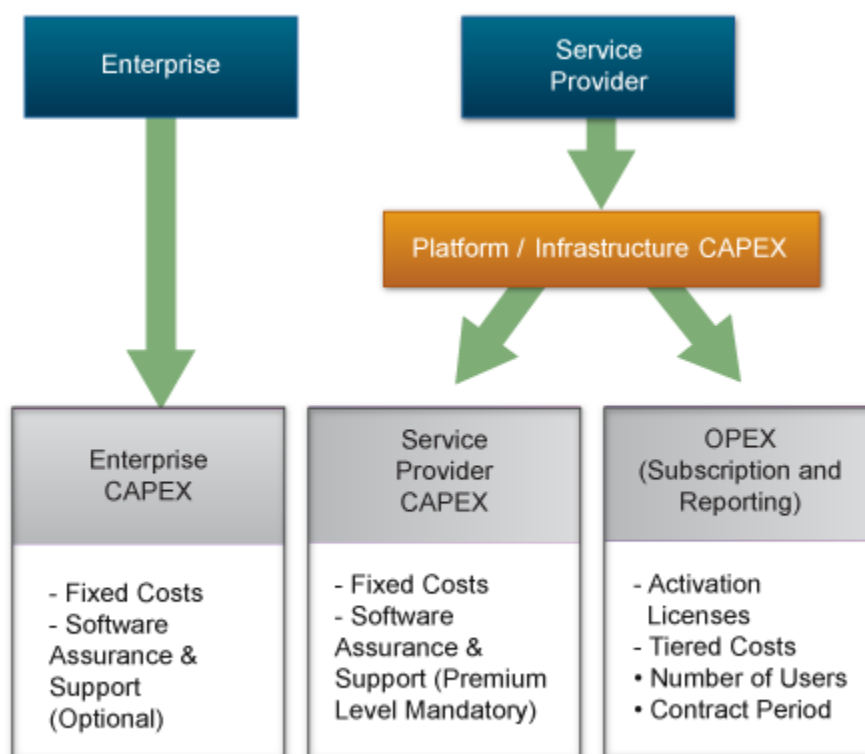 Enterprise
Service
Provider
Platform / Infrastructure CAPEX
Enterprise
CAPEX
- Fixed Costs
- Software
Assurance &
Support
(Optional)
Service
Provider
CAPEX
- Fixed Costs
- Software
Assurance &
Support (Premium
Level Mandatory)
OPEX
(Subscription and
Reporting)
- Activation
Licenses
- Tiered Costs
• Number of Users
• Contract Period